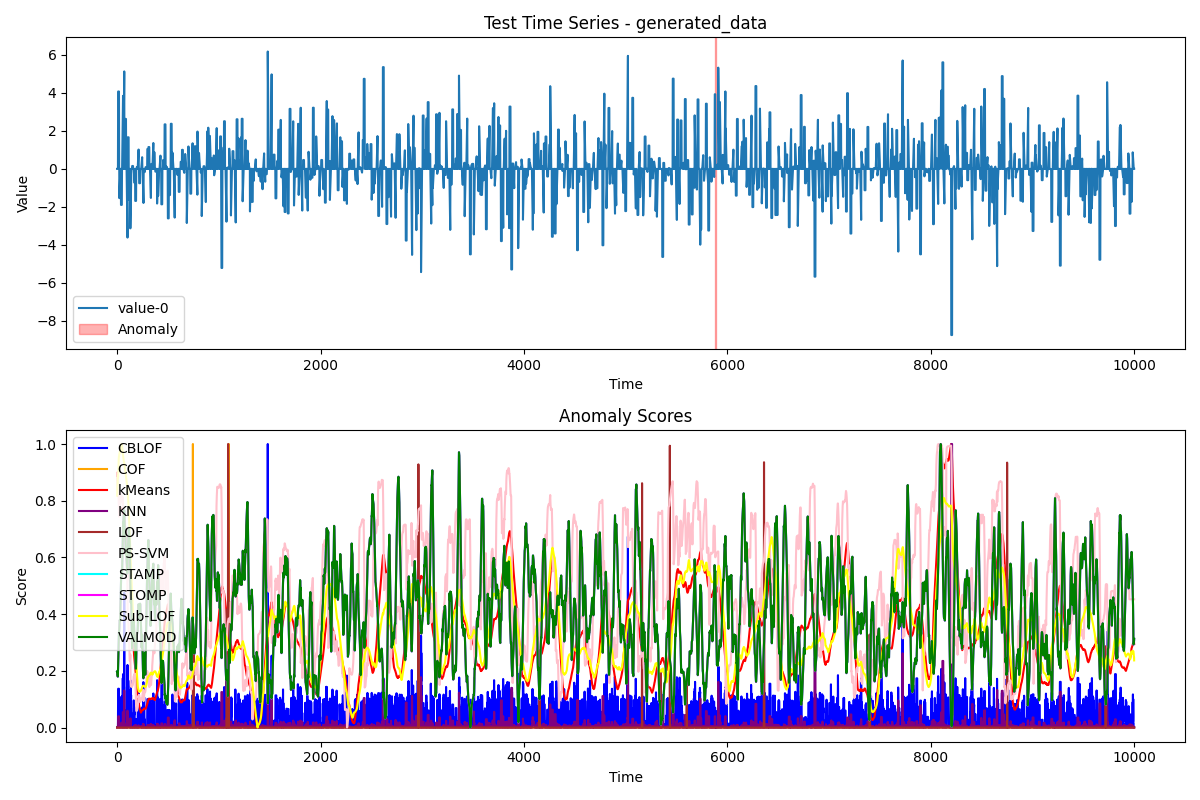 Test Time Series - generated_data
6
4
2
0
−2
−4
−6
−8
Value
value-0
Anomaly
0
2000
4000
6000
8000
10000
Time
Anomaly Scores
1.0
0.8
0.6
0.4
0.2
0.0
Score
CBLOF
COF
kMeans
KNN
LOF
PS-SVM
STAMP
STOMP
Sub-LOF
VALMOD
0
2000
4000
6000
8000
10000
Time